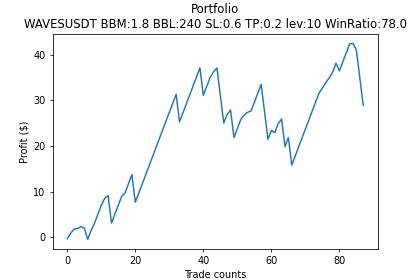 Portfolio
WAVESUSDT BBM:1.8 BBL:240 SL:0.6 TP:0.2 lev:10 WinRatio:78.0
40
30
20
10
0
Profit ($)
0 20 40 60 80
Trade counts